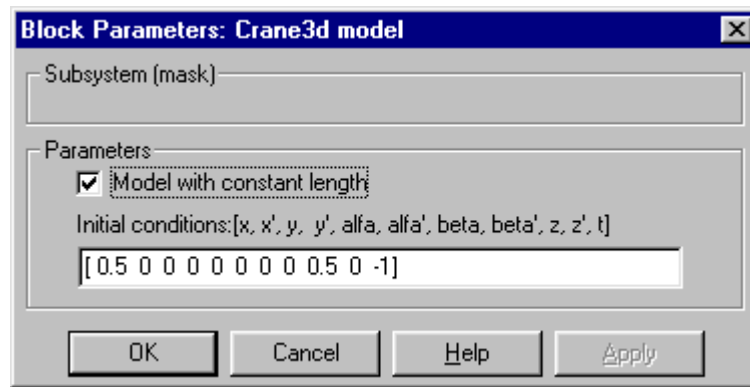 Block Parameters: Crane3d model
Subsystem (mask)
Parameters
Model with constant length
Initial conditions:[x, x', y, y', alfa, alfa', beta, beta', z, z', t]
[ 0.5 0 0 0 0 0 0 0 0.5 0 -1]
OK Cancel Help Apply